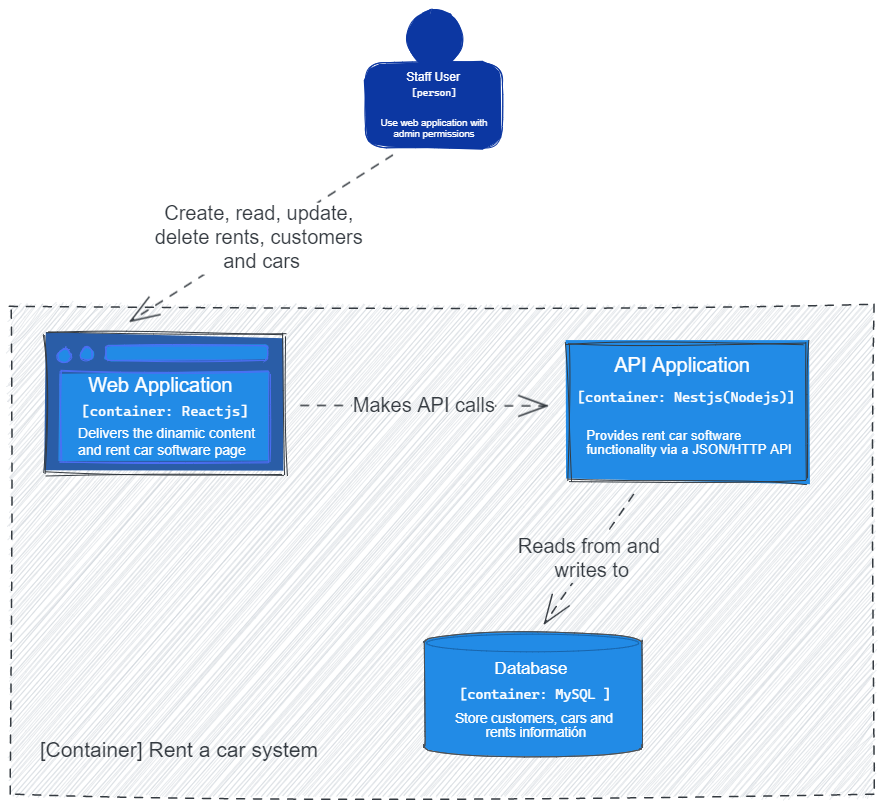 Staff User
[person]
Use web application with
admin permissions
Create, read, update,
delete rents, customers
and cars
Web Application
[container: Reactjs]
Delivers the dinamic content
and rent car software page
Makes API calls
API Application
[container: Nestjs(Nodejs)]
Provides rent car software
functionality via a JSON/HTTP API
Reads from and
writes to
Database
[container: MySQL ]
Store customers, cars and
rents informatión
[Container] Rent a car system